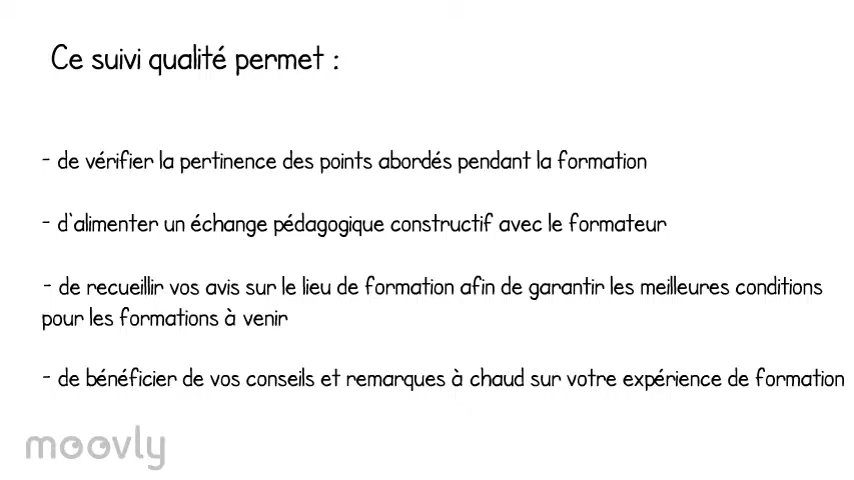 Ce suivi qualité permet :
- de vérifier la pertinence des points abordés pendant la formation
- d'alimenter un échange pédagogique constructif avec le formateur
- de recueillir vos avis sur le lieu de formation afin de garantir les meilleures conditions
pour les formations à venir
- de bénéficier de vos conseils et remarques à chaud sur votre expérience de formation
moovly